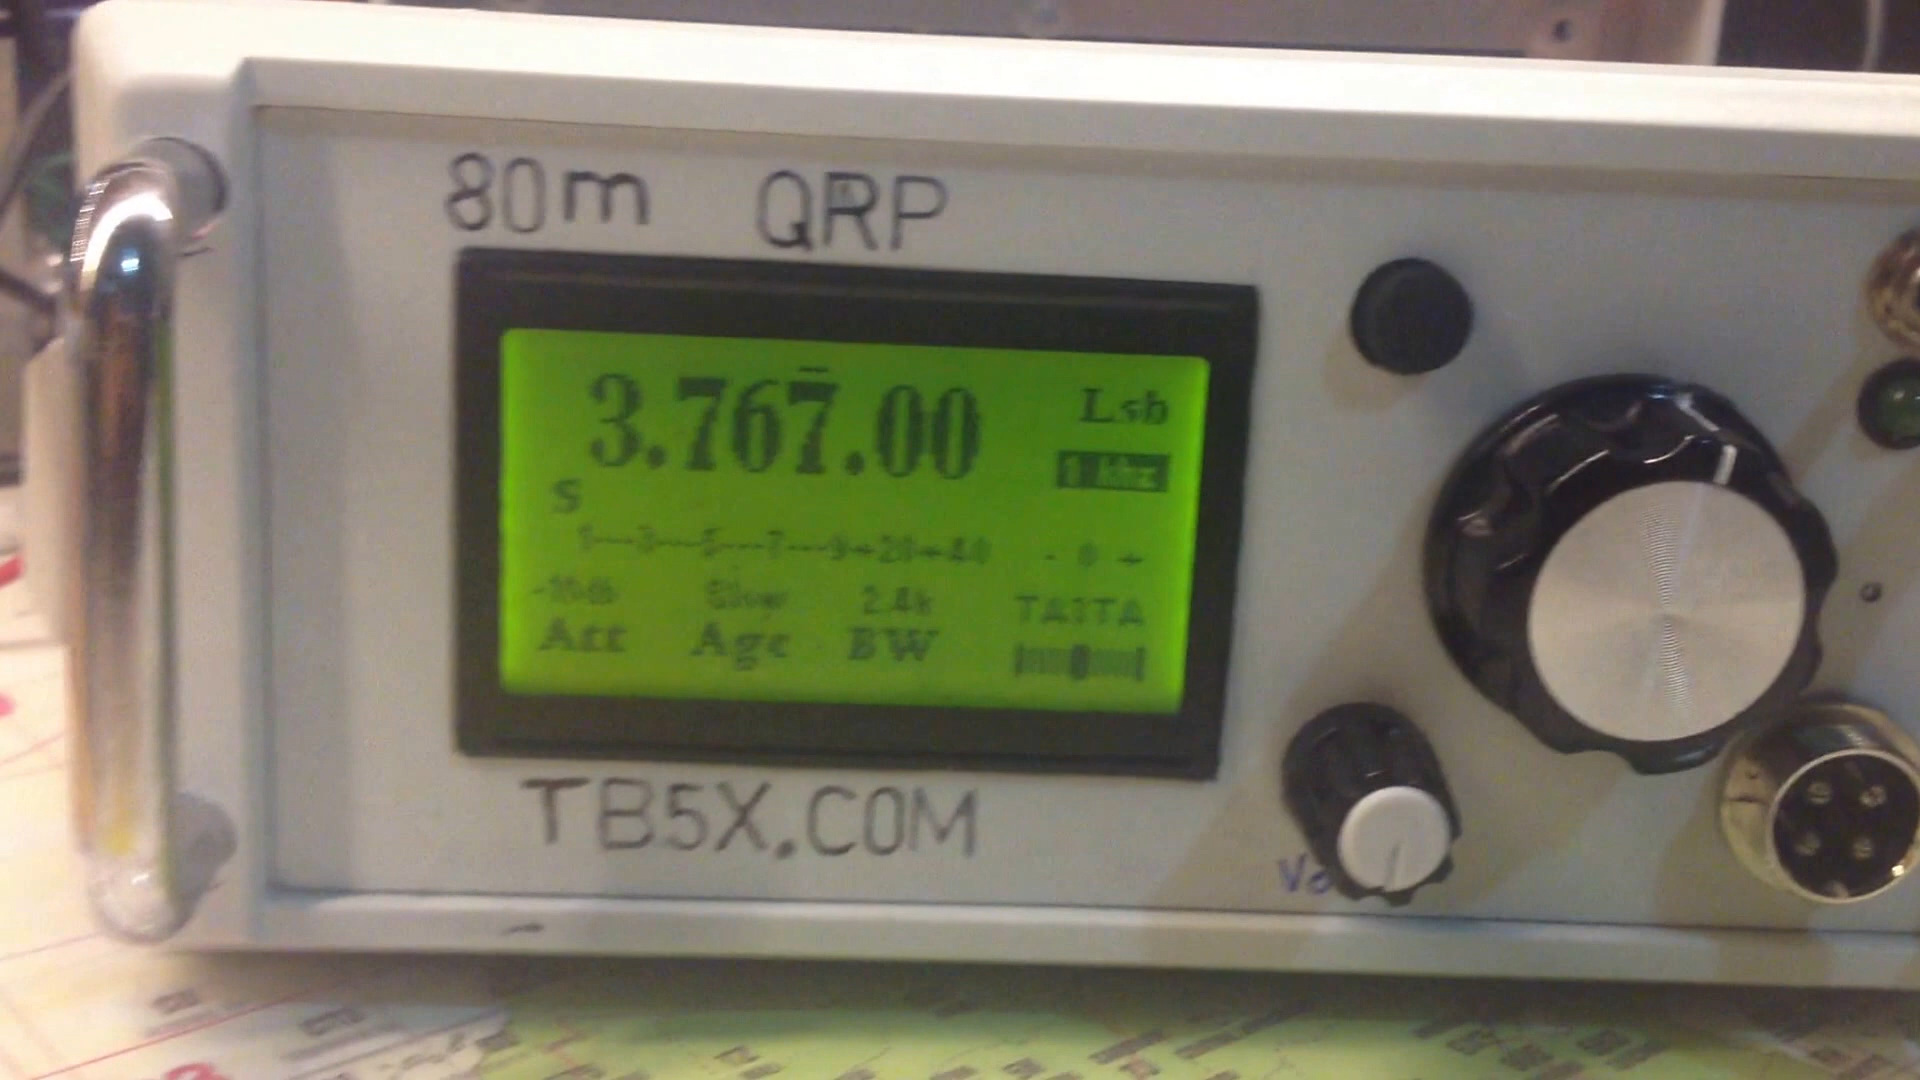 80m QRP
3.767.00 Lsb
S
1---3---5---7---9+20+40 - 0 +
-10db Slow 2.4k TA1TA
Att Agc BW
TB5X.COM